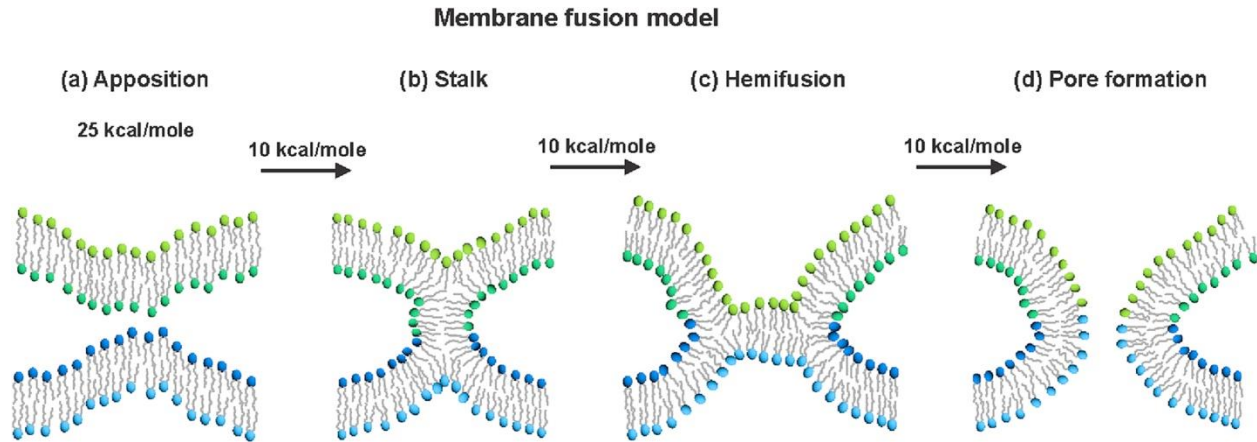 Membrane fusion model
(a) Apposition
(b) Stalk
(c) Hemifusion
(d) Pore formation
25 kcal/mole
10 kcal/mole
10 kcal/mole
10 kcal/mole